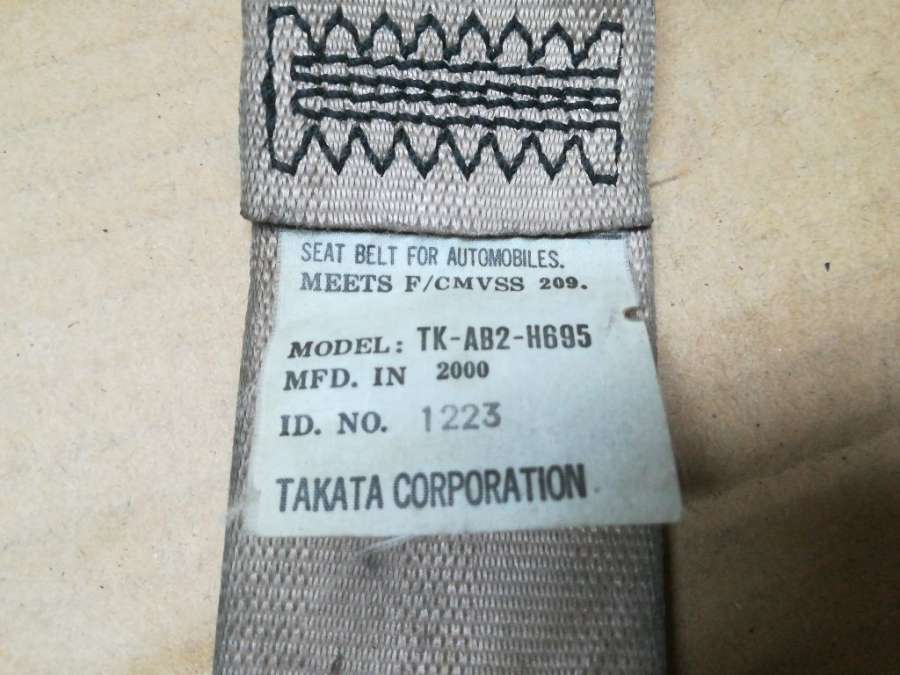 SEAT BELT FOR AUTOMOBILES.
MEETS F/CMVSS 209.
MODEL: TK-AB2-H695
MFD. IN 2000
ID. NO. 1223
TAKATA CORPORATION